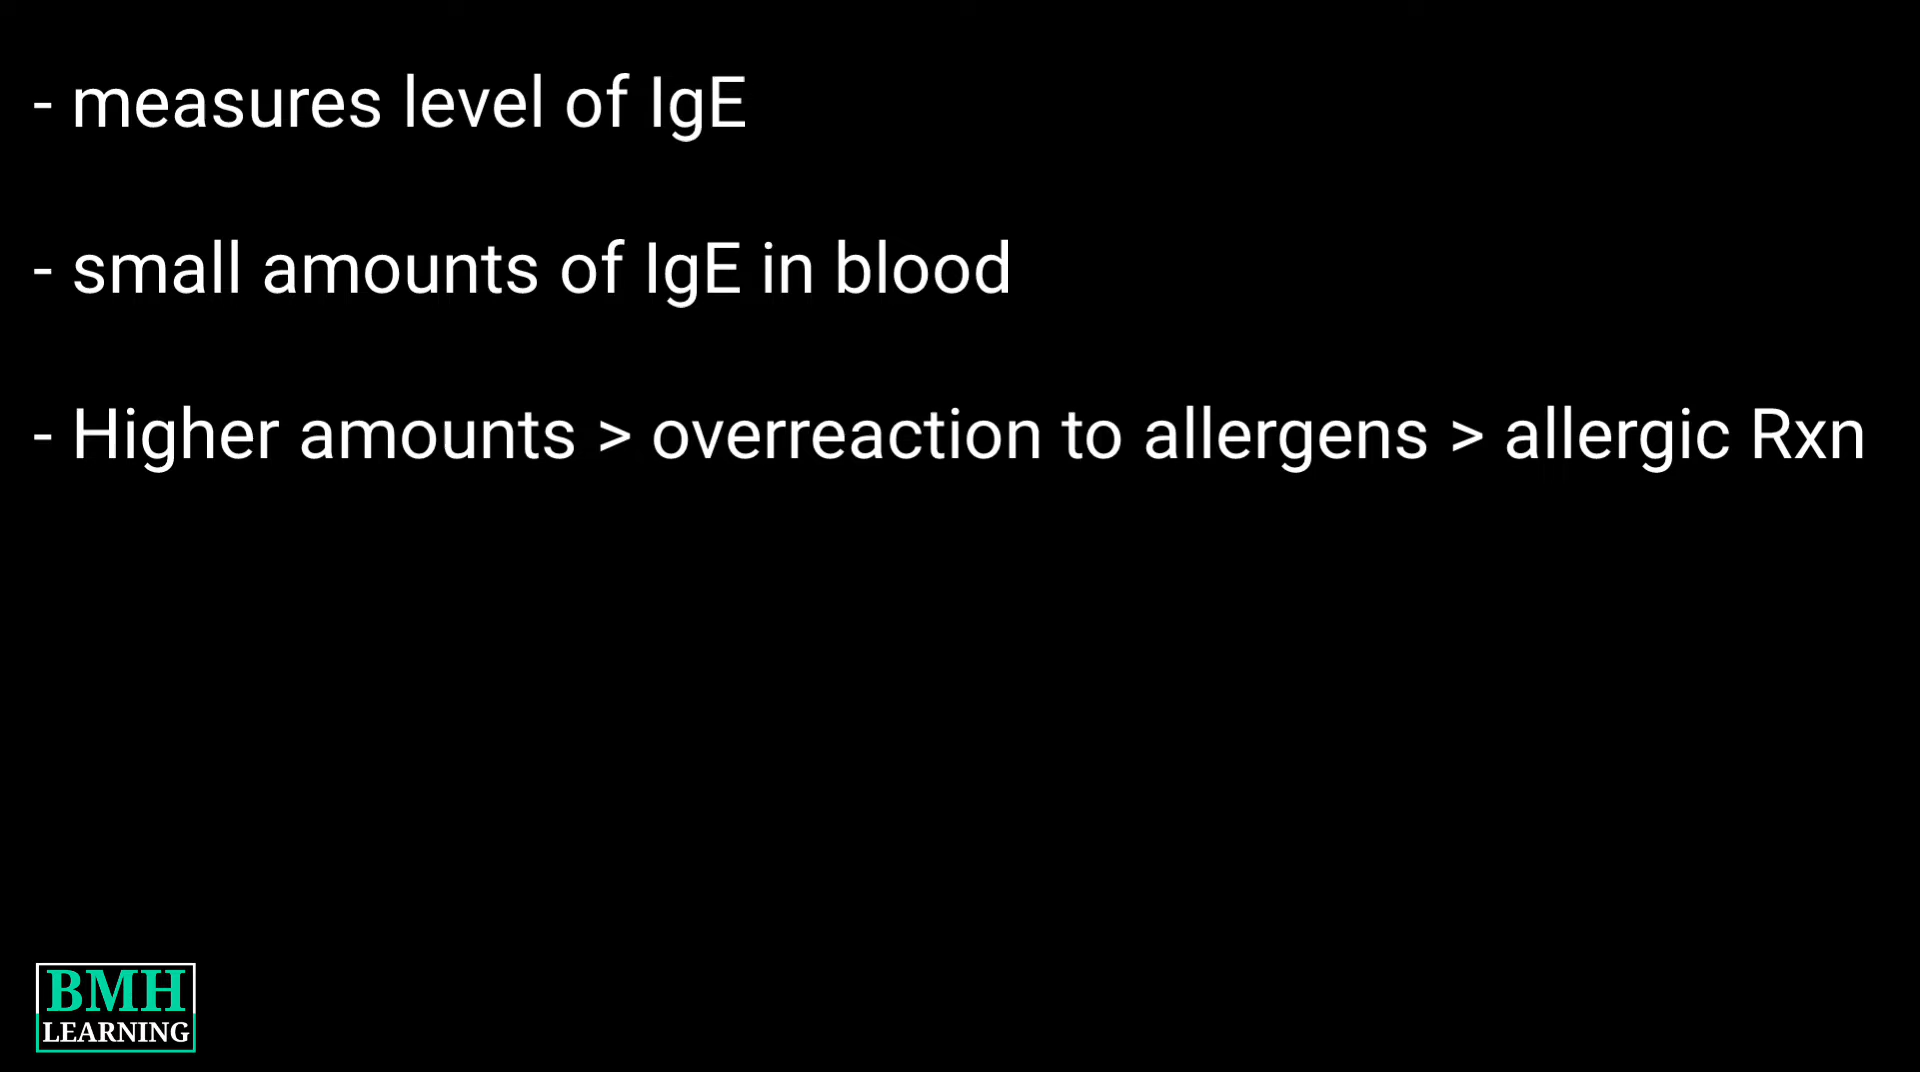 - measures level of IgE
- small amounts of IgE in blood
- Higher amounts > overreaction to allergens > allergic Rxn
BMH
LEARNING